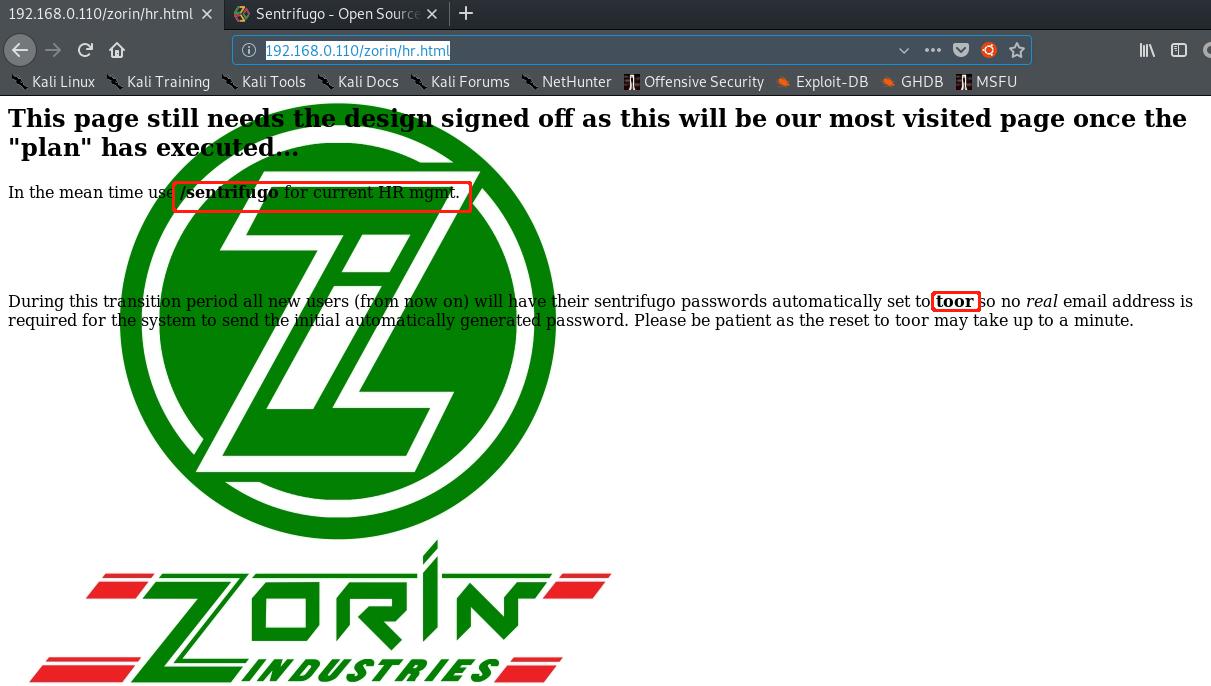 192.168.0.110/zorin/hr.html
Sentrifugo - Open Source
192.168.0.110/zorin/hr.html
Kali Linux Kali Training Kali Tools Kali Docs Kali Forums NetHunter Offensive Security Exploit-DB GHDB MSFU
This page still needs the design signed off as this will be our most visited page once the
"plan" has executed...
In the mean time use /sentrifugo for current HR mgmt.
During this transition period all new users (from now on) will have their sentrifugo passwords automatically set to toor so no real email address is
required for the system to send the initial automatically generated password. Please be patient as the reset to toor may take up to a minute.
ZORIN
INDUSTRIES